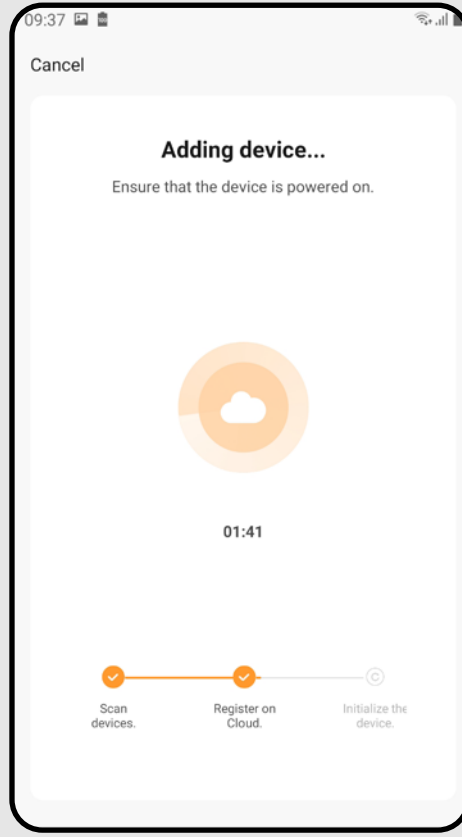 09:37
Cancel
Adding device...
Ensure that the device is powered on.
01:41
Scan devices.
Register on Cloud.
Initialize the device.